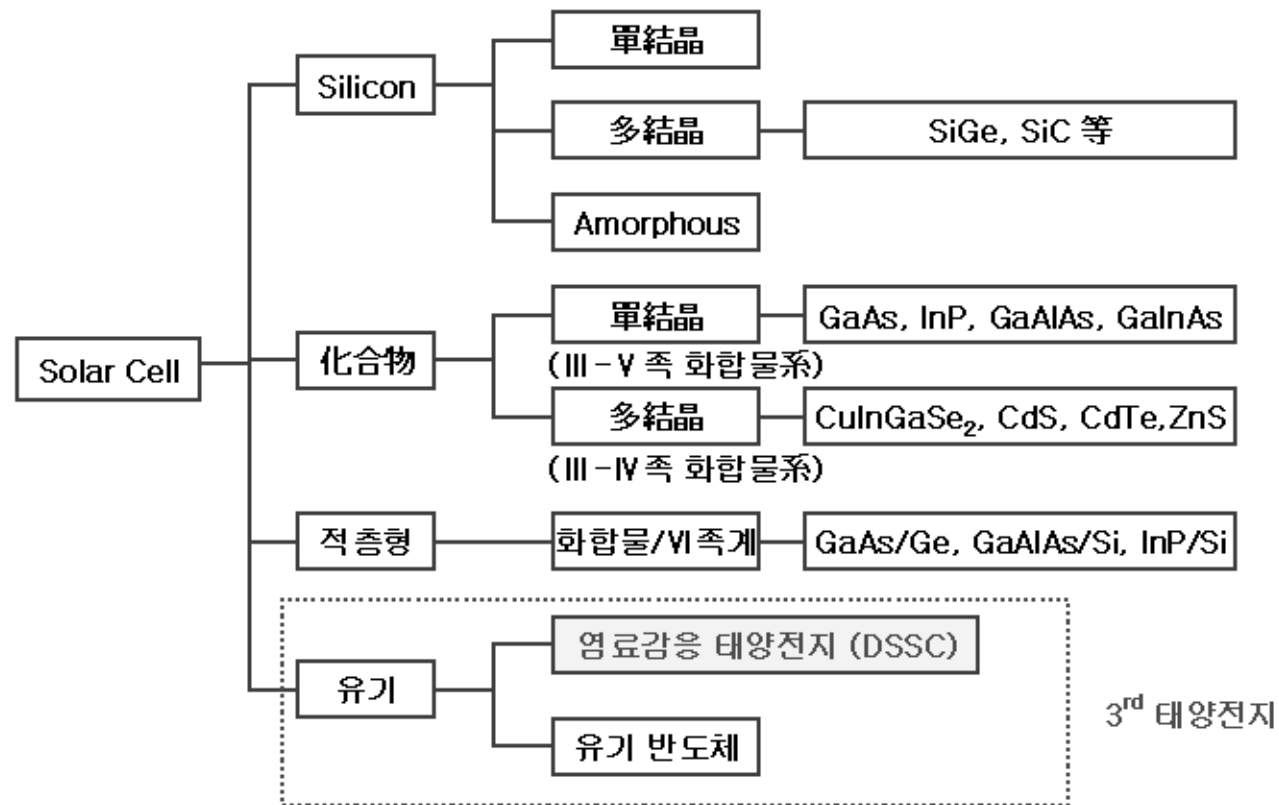 Solar Cell
Silicon
單結晶
多結晶
SiGe, SiC 等
Amorphous
化合物
單結晶
GaAs, InP, GaAlAs, GaInAs
(Ⅲ-Ⅴ족 화합물系)
多結晶
CuInGaSe₂, CdS, CdTe,ZnS
(Ⅲ-Ⅳ족 화합물系)
적층형
화합물/Ⅵ족계
GaAs/Ge, GaAlAs/Si, InP/Si
유기
염료감응 태양전지 (DSSC)
유기 반도체
3rd 태양전지